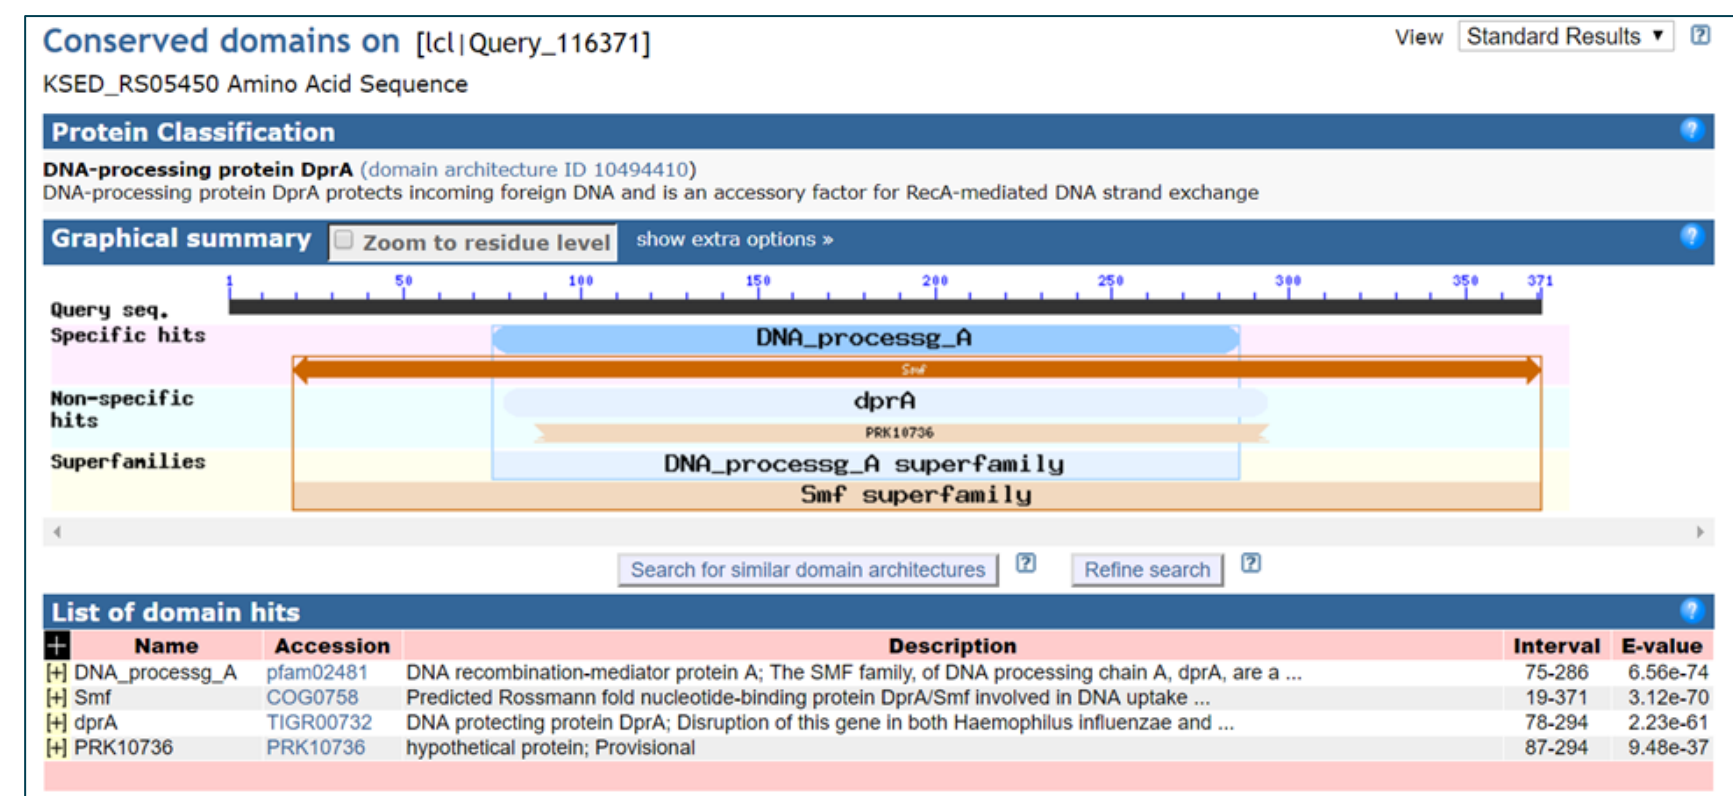 Conserved domains on [lcl|Query_116371]
View Standard Results ▼ ?
KSED_RS05450 Amino Acid Sequence
Protein Classification ?
DNA-processing protein DprA (domain architecture ID 10494410)
DNA-processing protein DprA protects incoming foreign DNA and is an accessory factor for RecA-mediated DNA strand exchange
Graphical summary Zoom to residue level show extra options » ?
1 50 100 150 200 250 300 350 371
Query seq.
Specific hits DNA_processg_A
Smf
Non-specific hits dprA
PRK10736
Superfamilies DNA_processg_A superfamily
Smf superfamily
Search for similar domain architectures ? Refine search ?
List of domain hits ?
+ Name Accession Description Interval E-value
[+] DNA_processg_A pfam02481 DNA recombination-mediator protein A; The SMF family, of DNA processing chain A, dprA, are a ... 75-286 6.56e-74
[+] Smf COG0758 Predicted Rossmann fold nucleotide-binding protein DprA/Smf involved in DNA uptake ... 19-371 3.12e-70
[+] dprA TIGR00732 DNA protecting protein DprA; Disruption of this gene in both Haemophilus influenzae and ... 78-294 2.23e-61
[+] PRK10736 PRK10736 hypothetical protein; Provisional 87-294 9.48e-37